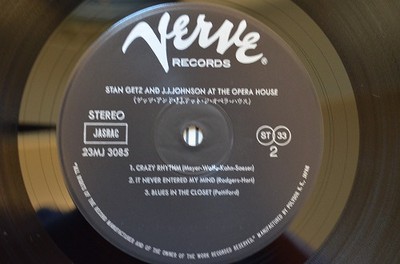 Verve
RECORDS
STAN GETZ AND J.J.JOHNSON AT THE OPERA HOUSE
STEREO
JASRAC
23MJ 3085
ST 33
2
1. CRAZY RHYTHM (Meyer-Wolfe-Kahn-Saeser)
2. IT NEVER ENTERED MY MIND (Rodgers-Hart)
3. BLUES IN THE CLOSET (Pettiford)